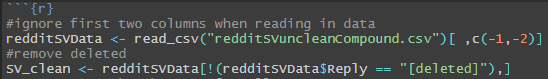 ```{r}
#ignore first two columns when reading in data
redditSVData <- read_csv("redditSVuncleanCompound.csv")[ ,c(-1,-2)]
#remove deleted
SV_clean <- redditSVData[!(redditSVData$Reply == "[deleted]"),]